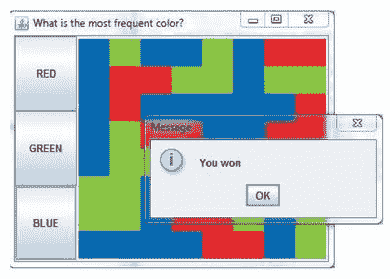 What is the most frequent color?
RED
GREEN
BLUE
Message
You won
OK